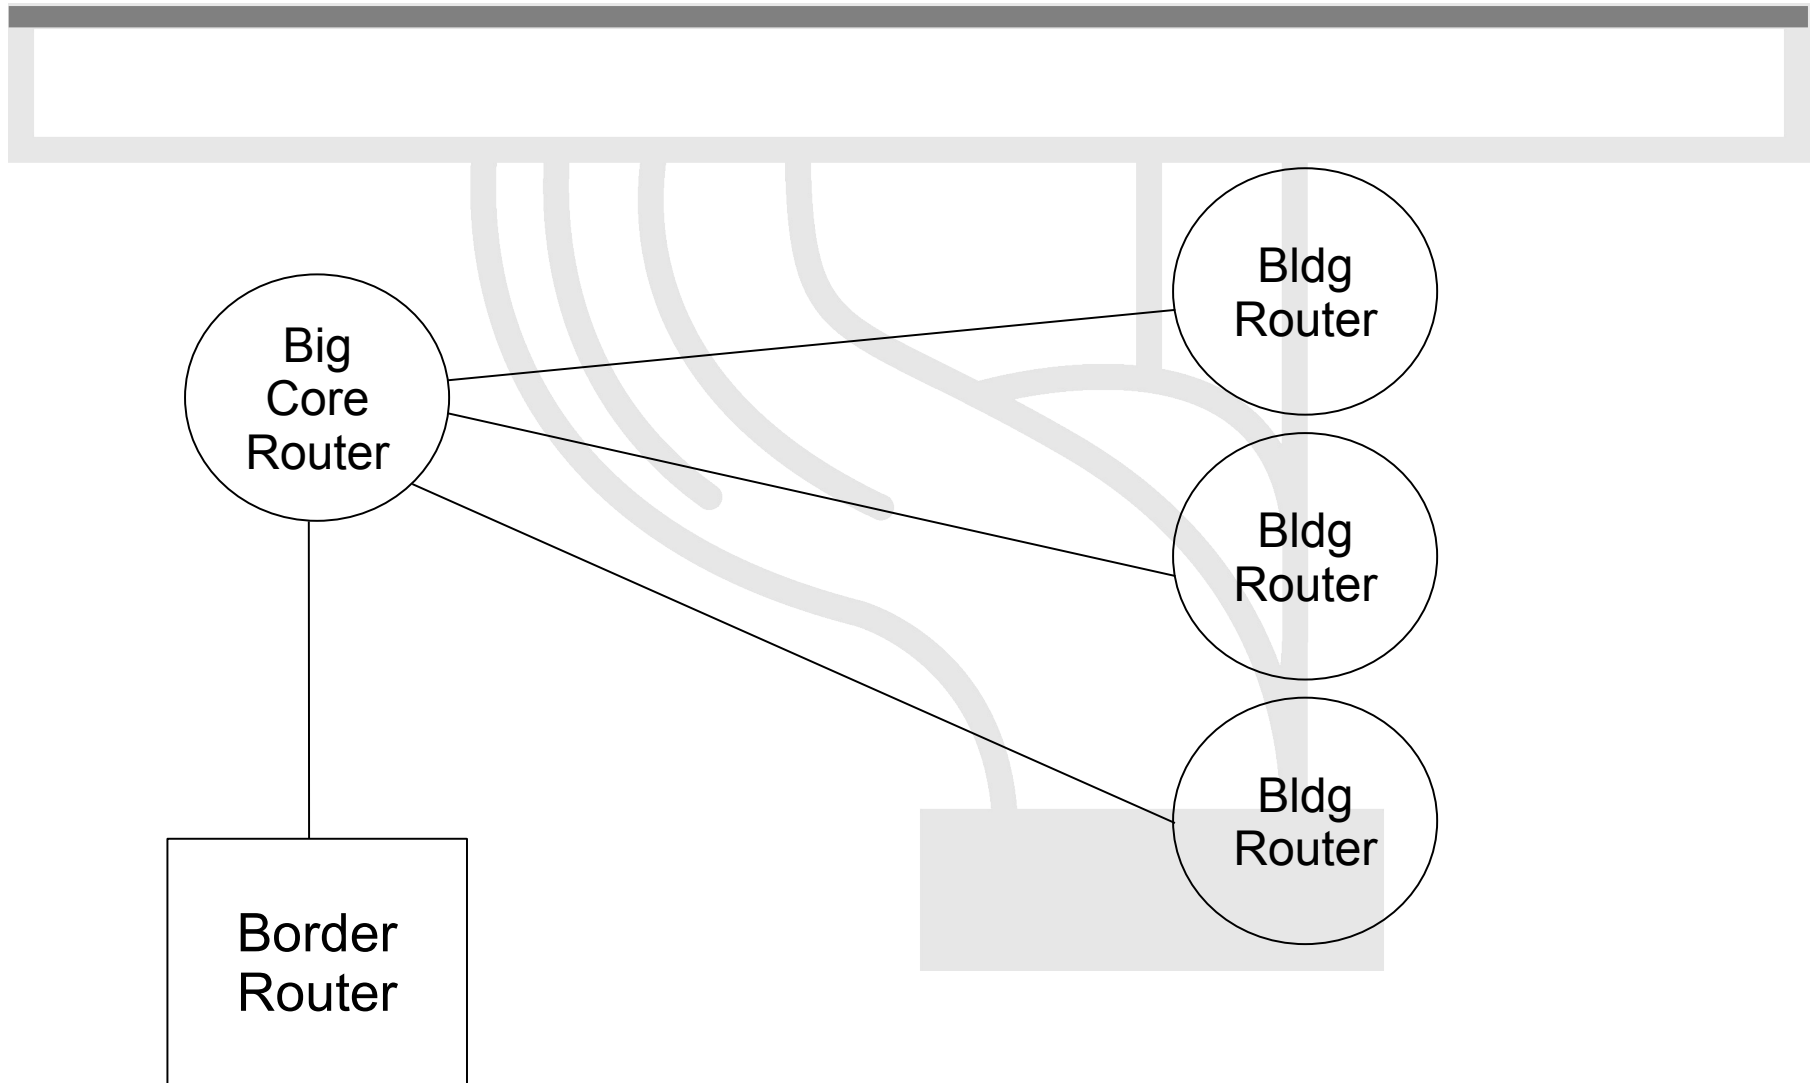 Big
Core
Router
Bldg
Router
Bldg
Router
Bldg
Router
Border
Router